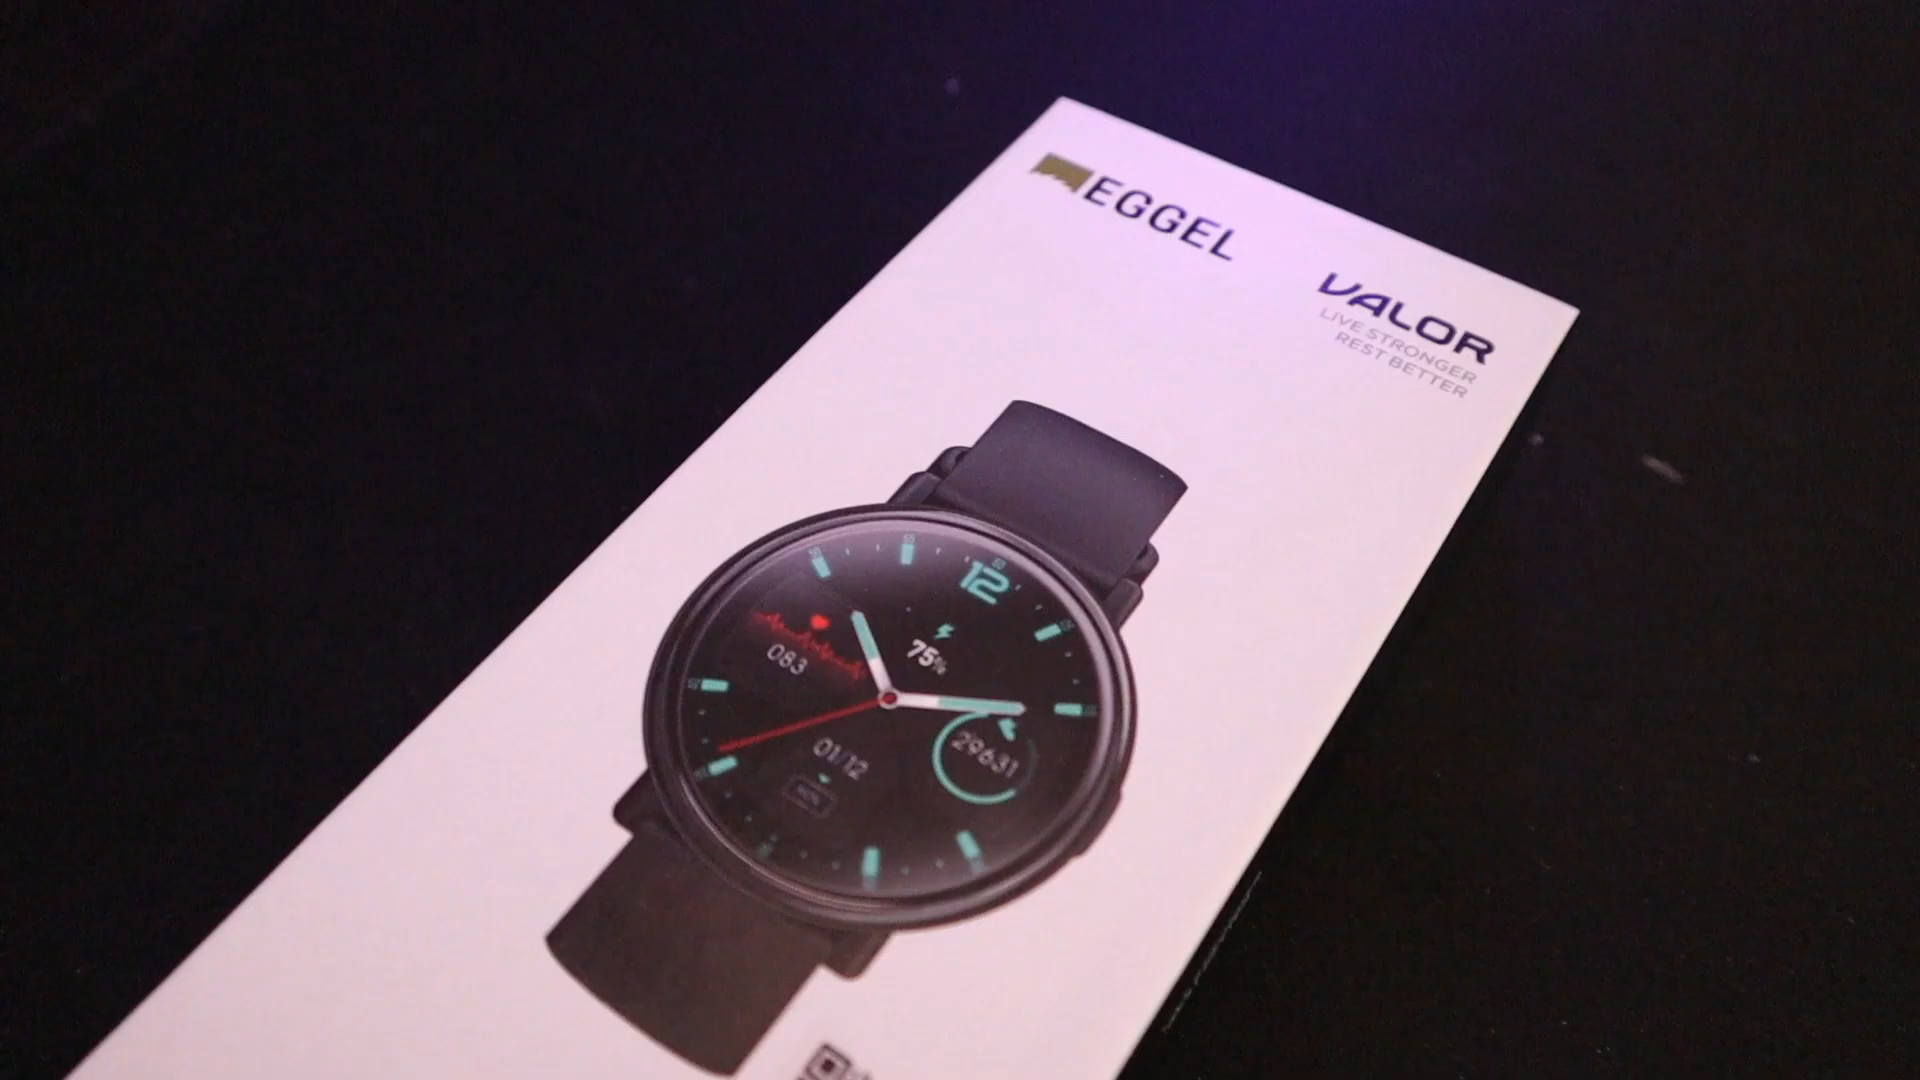 EGGEL
VALOR
LIVE STRONGER
REST BETTER
12
75%
083
29631
01/12